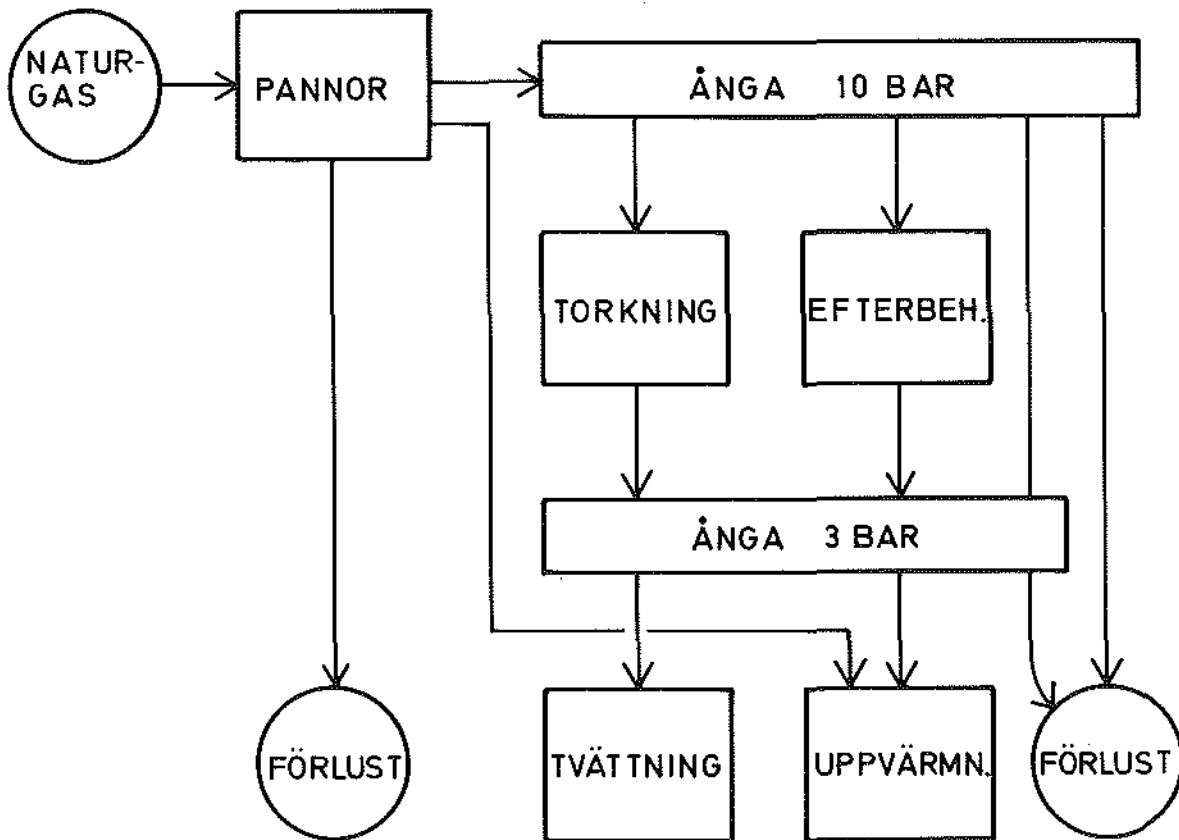 NATUR-
GAS
PANNOR
ÅNGA 10 BAR
TORKNING
EFTERBEH.
ÅNGA 3 BAR
FÖRLUST
TVÄTTNING
UPPVÄRMN.
FÖRLUST